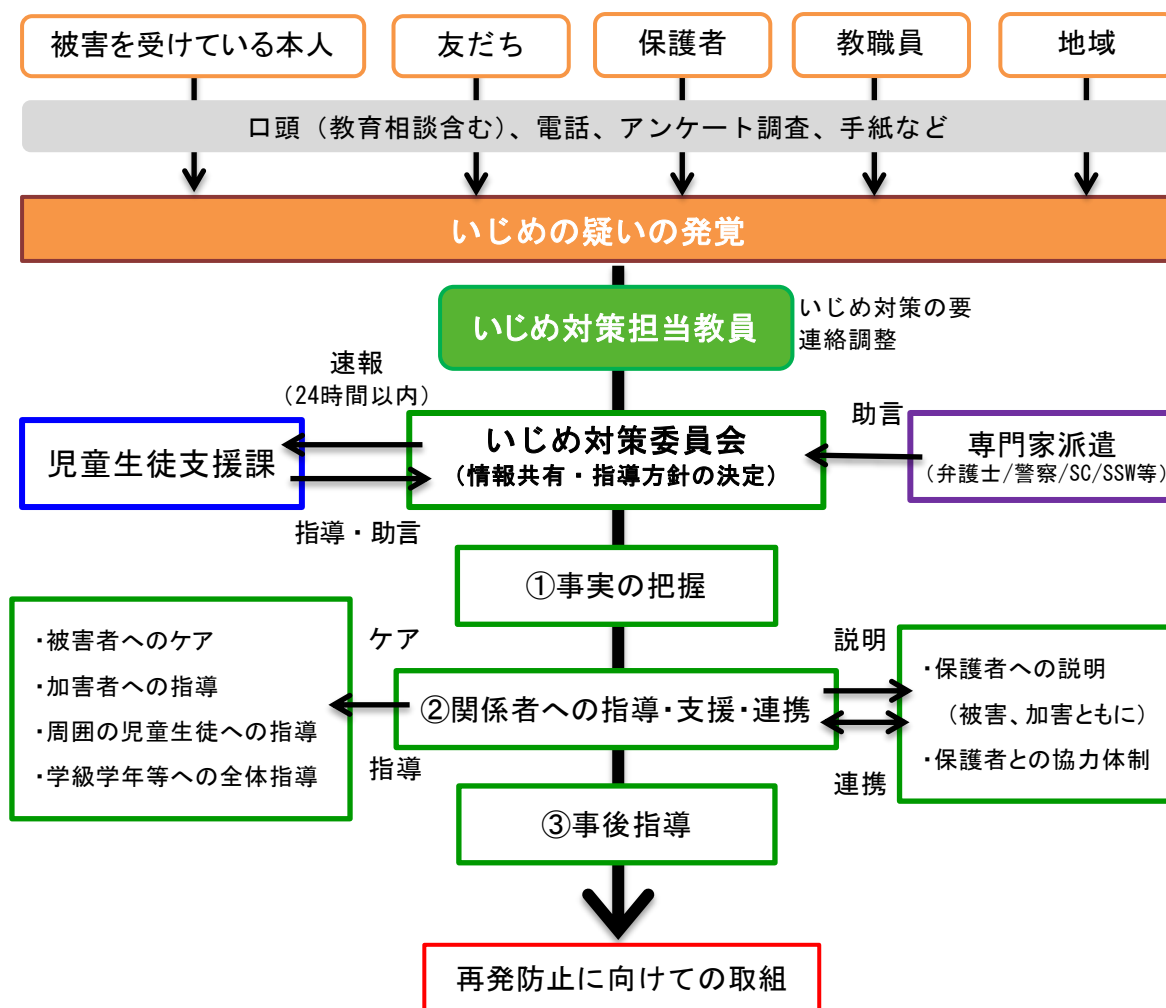 被害を受けている本人
友だち
保護者
教職員
地域
口頭（教育相談含む）、電話、アンケート調査、手紙など
いじめの疑いの発覚
いじめ対策担当教員
いじめ対策の要
連絡調整
速報
（24時間以内）
児童生徒支援課
指導・助言
いじめ対策委員会
（情報共有・指導方針の決定）
助言
専門家派遣
（弁護士/警察/SC/SSW等）
①事実の把握
・被害者へのケア
・加害者への指導
・周囲の児童生徒への指導
・学級学年等への全体指導
ケア
指導
②関係者への指導・支援・連携
説明
連携
・保護者への説明
（被害、加害ともに）
・保護者との協力体制
③事後指導
再発防止に向けての取組